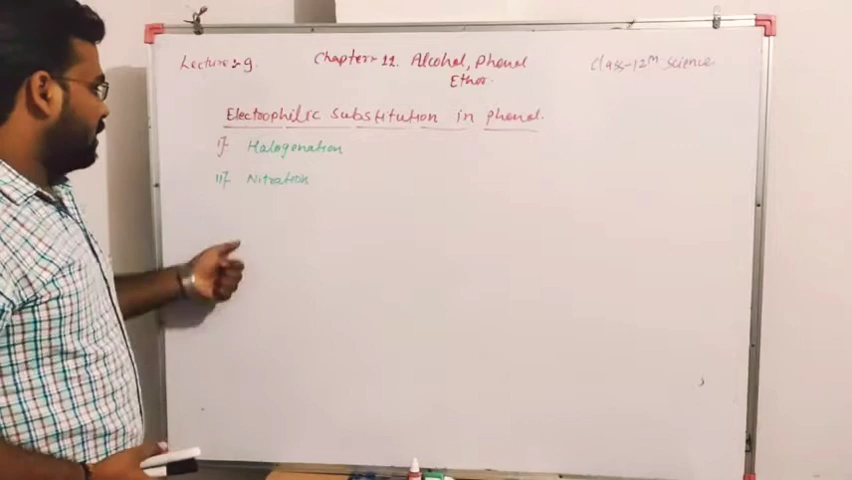 Lecture:-9. Chapter:-11. Alcohol, Phenol Class-12th Science
Ether.
Electrophilic substitution in phenol.
i) Halogenation
ii) Nitration